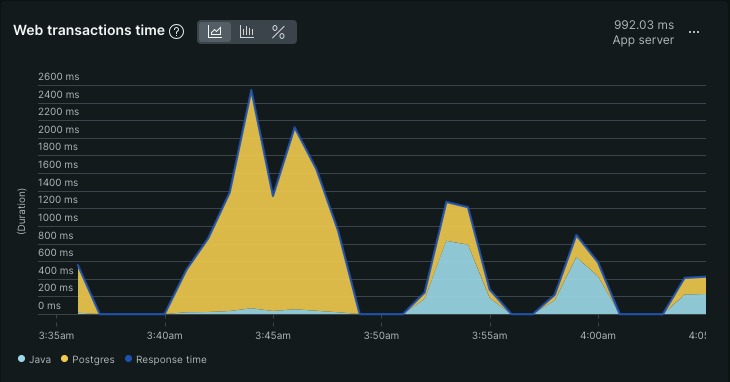 Web transactions time ?
992.03 ms
App server
2600 ms
2400 ms
2200 ms
2000 ms
1800 ms
1600 ms
1400 ms
1200 ms
1000 ms
800 ms
600 ms
400 ms
200 ms
0 ms
(Duration)
3:35am 3:40am 3:45am 3:50am 3:55am 4:00am 4:05
Java Postgres Response time